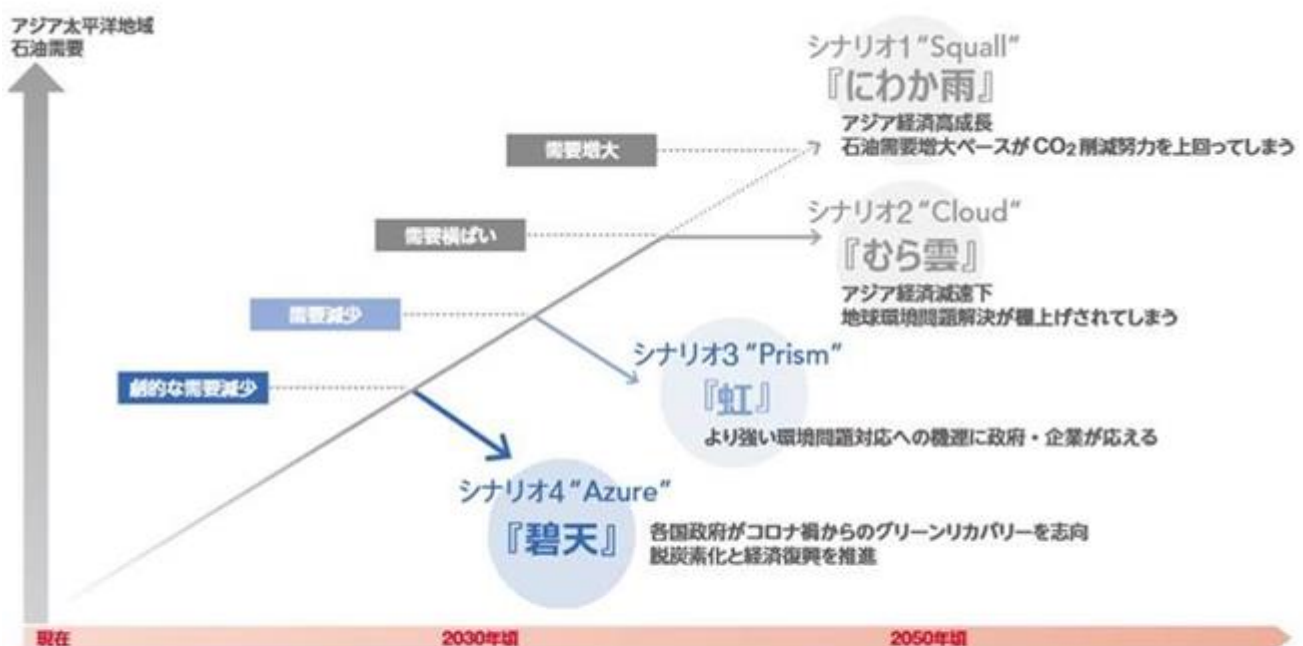 アジア太平洋地域
石油需要
シナリオ1 "Squall"
『にわか雨』
アジア経済高成長
石油需要増大ペースがCO₂削減努力を上回ってしまう
需要増大
シナリオ2 "Cloud"
『むら雲』
アジア経済減速下
地球環境問題解決が棚上げされてしまう
需要横ばい
需要減少
シナリオ3 "Prism"
『虹』
より強い環境問題対応への機運に政府・企業が応える
劇的な需要減少
シナリオ4 "Azure"
『碧天』
各国政府がコロナ禍からのグリーンリカバリーを志向
脱炭素化と経済復興を推進
現在
2030年頃
2050年頃